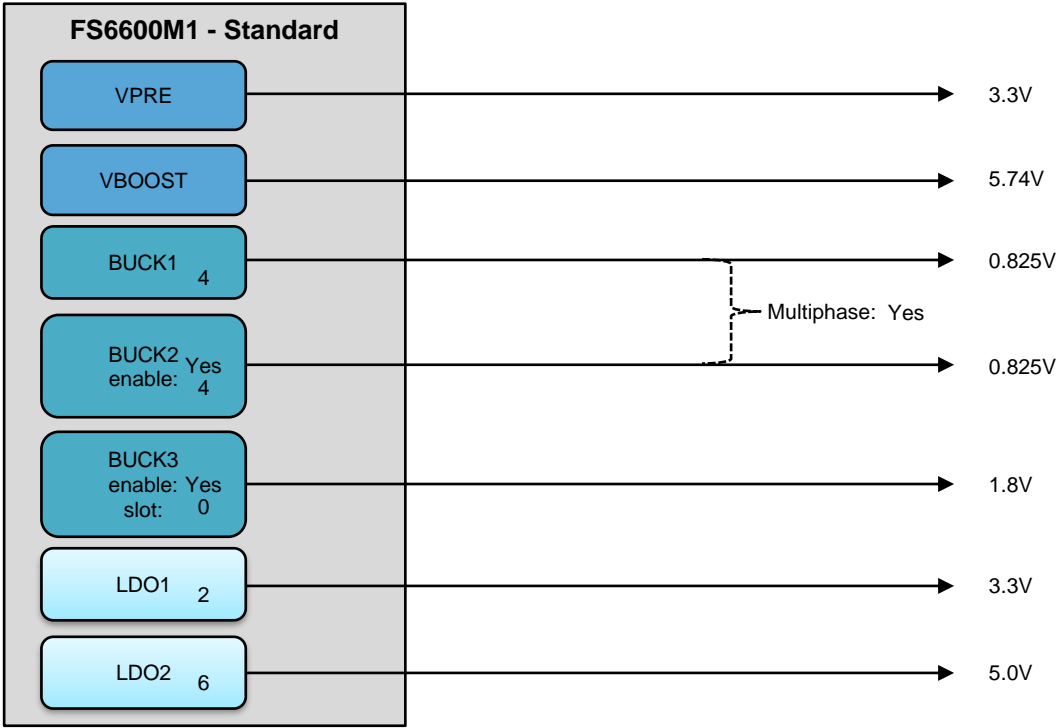 FS6600M1 - Standard
VPRE
3.3V
VBOOST
5.74V
BUCK1
4
0.825V
Multiphase: Yes
BUCK2
enable: Yes
4
0.825V
BUCK3
enable: Yes
slot: 0
1.8V
LDO1
2
3.3V
LDO2
6
5.0V